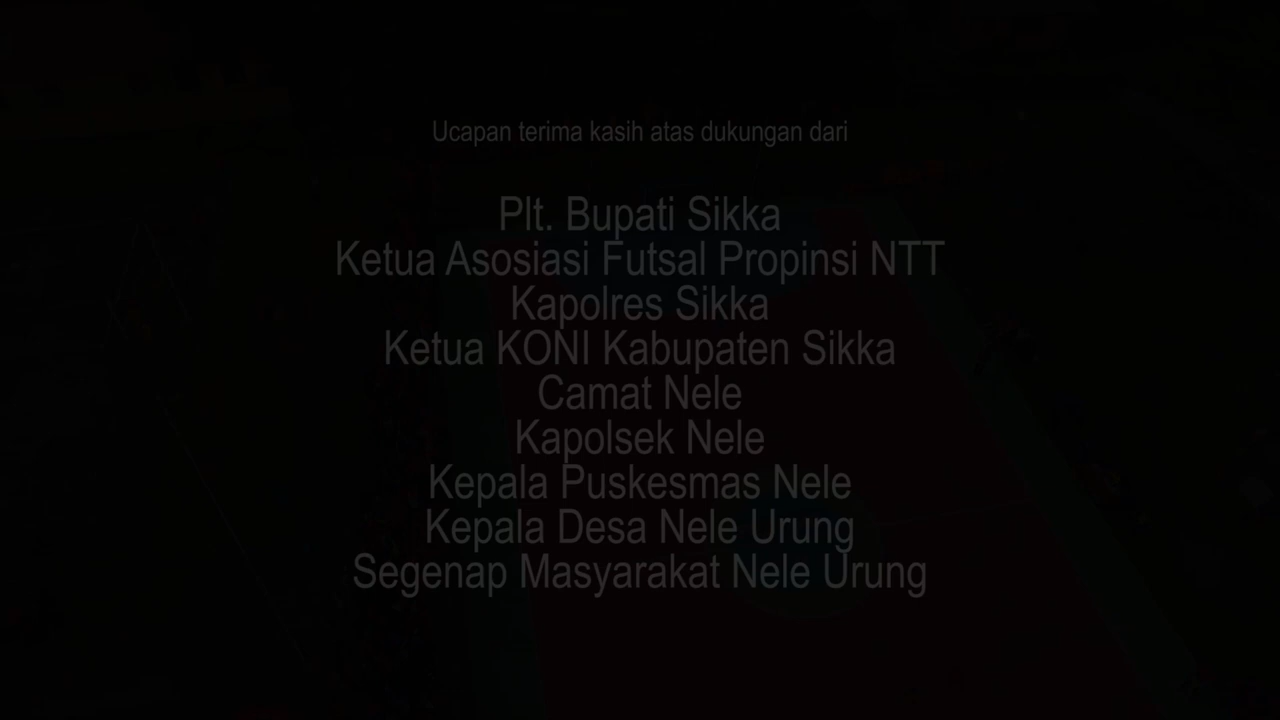 Ucapan terima kasih atas dukungan dari
Plt. Bupati Sikka
Ketua Asosiasi Futsal Propinsi NTT
Kapolres Sikka
Ketua KONI Kabupaten Sikka
Camat Nele
Kapolsek Nele
Kepala Puskesmas Nele
Kepala Desa Nele Urung
Segenap Masyarakat Nele Urung